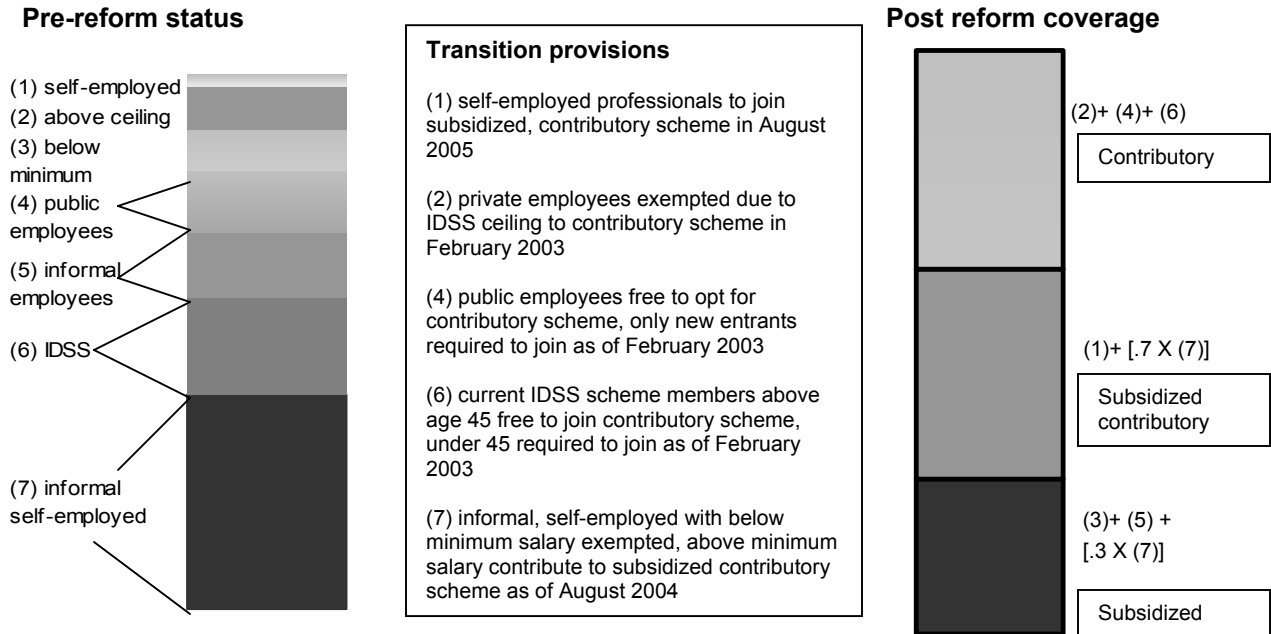 Pre-reform status
(1) self-employed
(2) above ceiling
(3) below
minimum
(4) public
employees
(5) informal
employees
(6) IDSS
(7) informal
self-employed
Transition provisions
(1) self-employed professionals to join
subsidized, contributory scheme in August
2005
(2) private employees exempted due to
IDSS ceiling to contributory scheme in
February 2003
(4) public employees free to opt for
contributory scheme, only new entrants
required to join as of February 2003
(6) current IDSS scheme members above
age 45 free to join contributory scheme,
under 45 required to join as of February
2003
(7) informal, self-employed with below
minimum salary exempted, above minimum
salary contribute to subsidized contributory
scheme as of August 2004
Post reform coverage
(2)+ (4)+ (6)
Contributory
(1)+ [.7 X (7)]
Subsidized
contributory
(3)+ (5) +
[.3 X (7)]
Subsidized